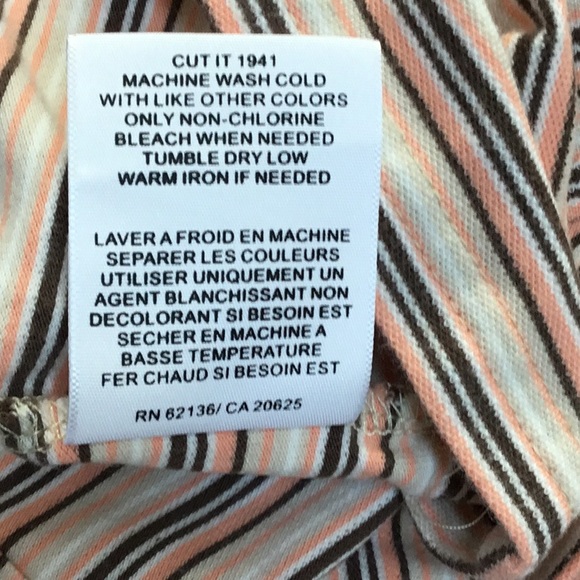 CUT IT 1941
MACHINE WASH COLD
WITH LIKE OTHER COLORS
ONLY NON-CHLORINE
BLEACH WHEN NEEDED
TUMBLE DRY LOW
WARM IRON IF NEEDED
LAVER A FROID EN MACHINE
SEPARER LES COULEURS
UTILISER UNIQUEMENT UN
AGENT BLANCHISSANT NON
DECOLORANT SI BESOIN EST
SECHER EN MACHINE A
BASSE TEMPERATURE
FER CHAUD SI BESOIN EST
RN 62136/ CA 20625